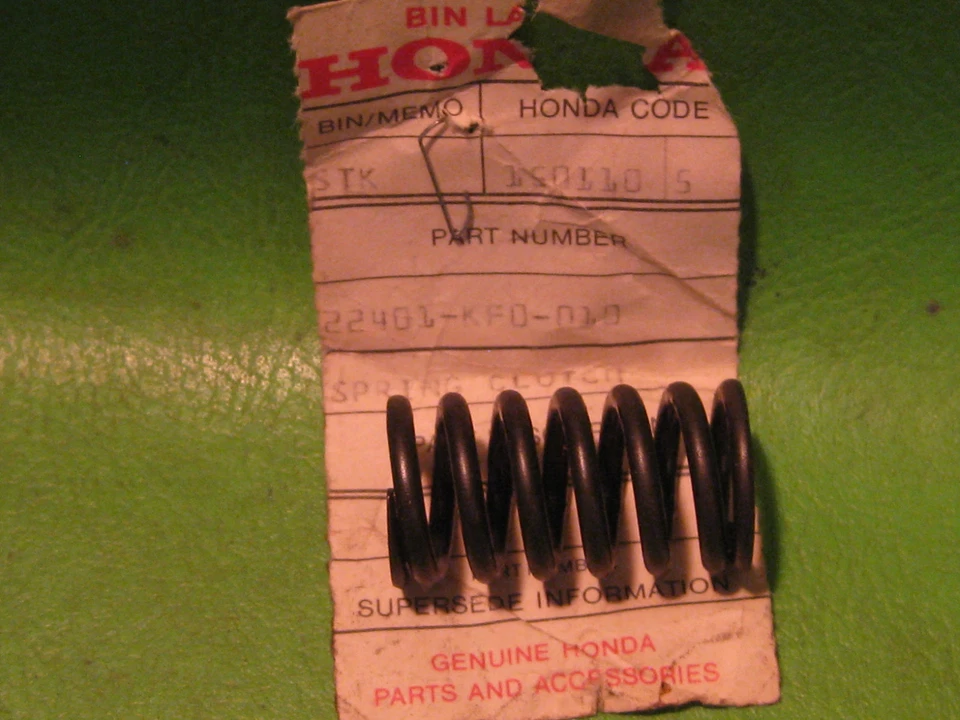 BIN LA
HON A
BIN/MEMO HONDA CODE
STK 5
PART NUMBER
22401-KF0-010
SPRING CLUTCH
SUPERSEDE INFORMATION
GENUINE HONDA
PARTS AND ACCESSORIES